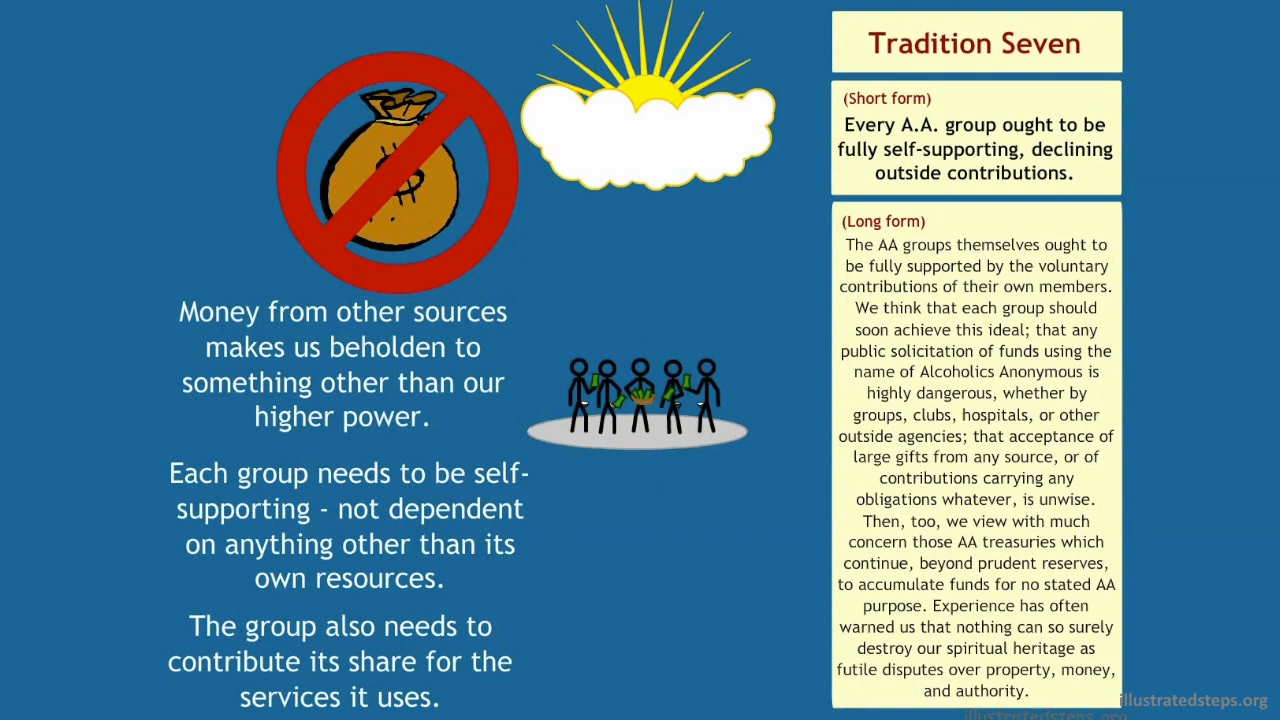 Money from other sources
makes us beholden to
something other than our
higher power.
Each group needs to be self-
supporting - not dependent
on anything other than its
own resources.
The group also needs to
contribute its share for the
services it uses.
Tradition Seven
(Short form)
Every A.A. group ought to be
fully self-supporting, declining
outside contributions.
(Long form)
The AA groups themselves ought to
be fully supported by the voluntary
contributions of their own members.
We think that each group should
soon achieve this ideal; that any
public solicitation of funds using the
name of Alcoholics Anonymous is
highly dangerous, whether by
groups, clubs, hospitals, or other
outside agencies; that acceptance of
large gifts from any source, or of
contributions carrying any
obligations whatever, is unwise.
Then, too, we view with much
concern those AA treasuries which
continue, beyond prudent reserves,
to accumulate funds for no stated AA
purpose. Experience has often
warned us that nothing can so surely
destroy our spiritual heritage as
futile disputes over property, money,
and authority.
illustratedsteps.org
illustratedsteps.org